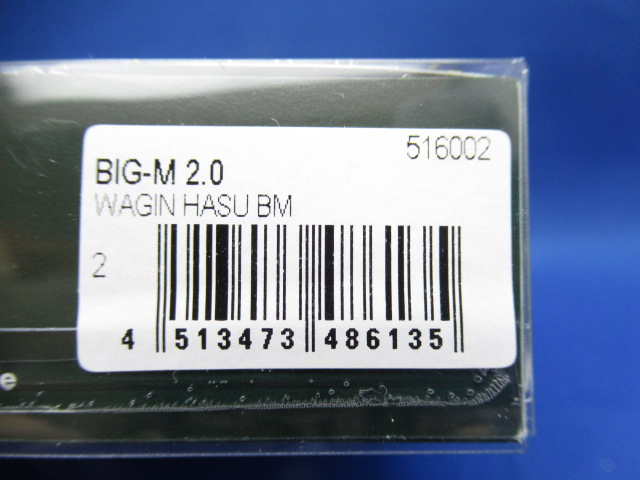 516002
BIG-M 2.0
WAGIN HASU BM
2
4 513473 486135
e